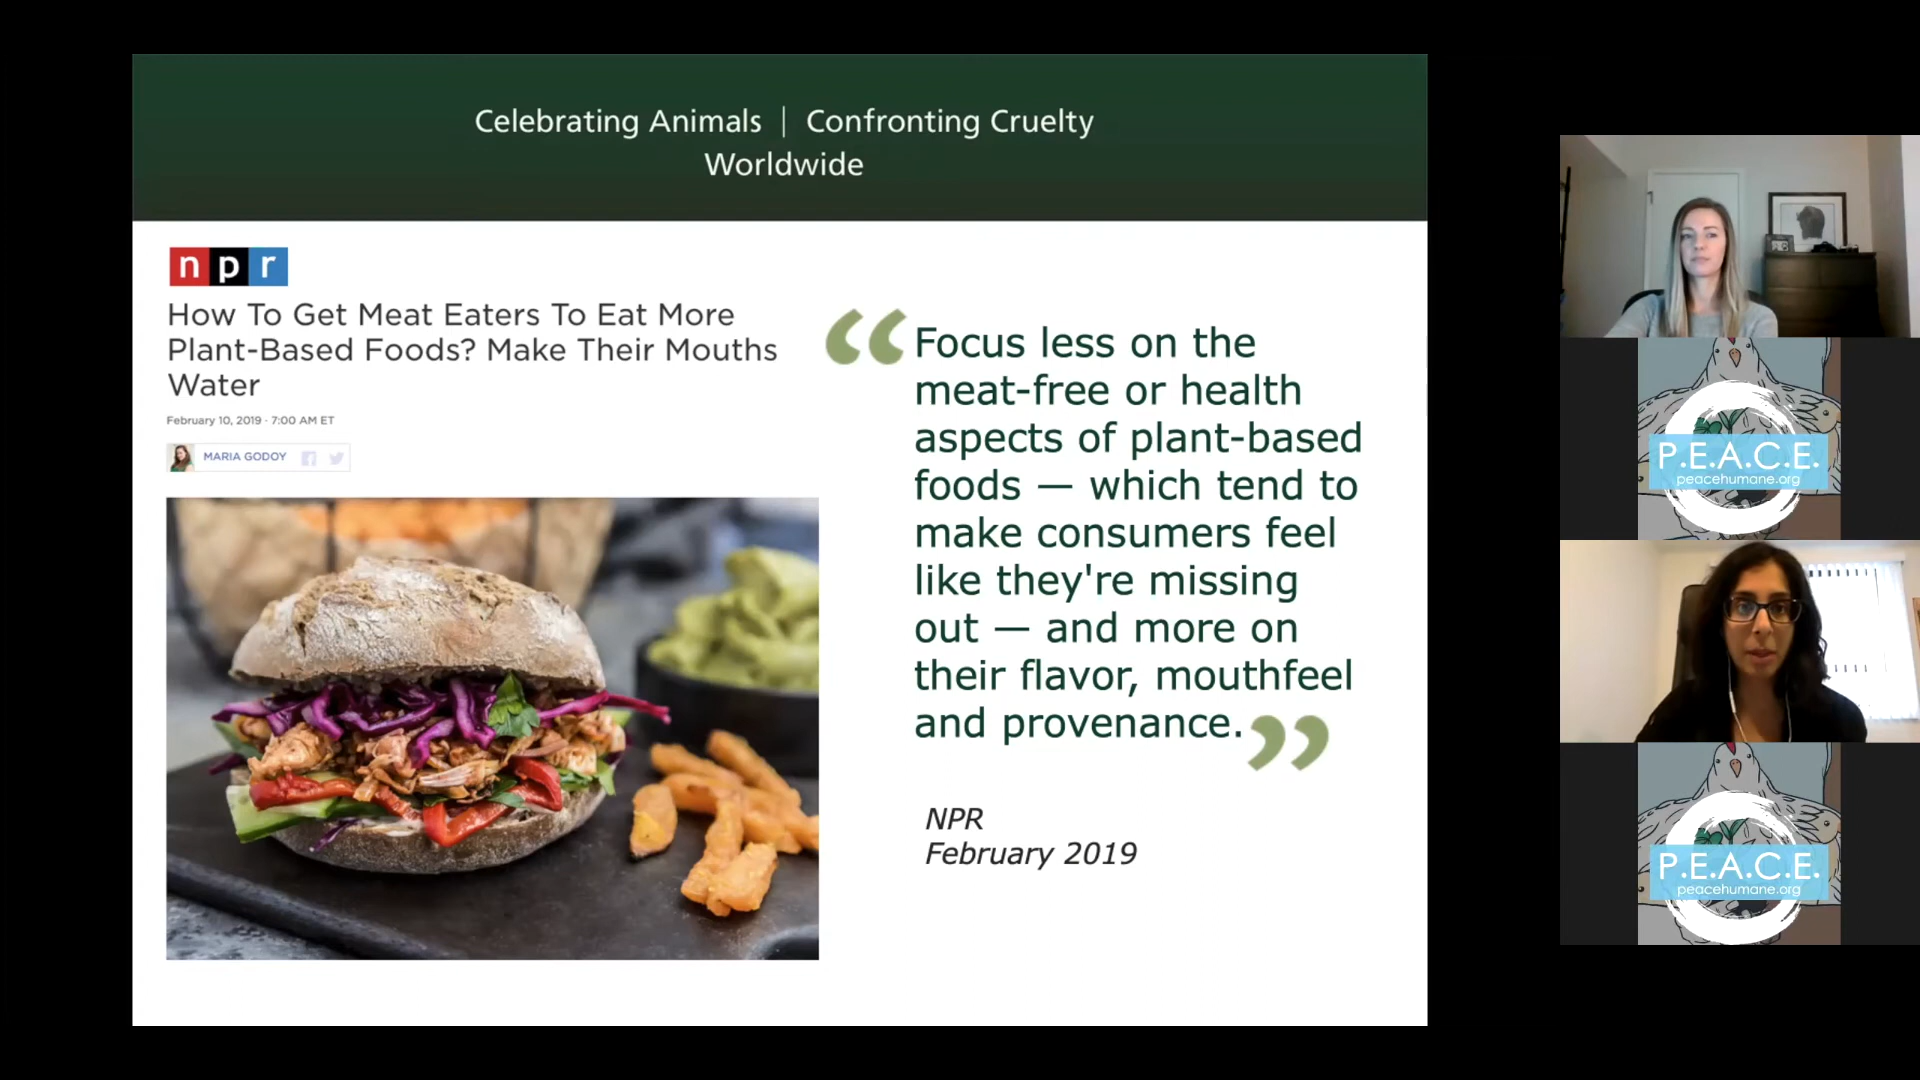 Celebrating Animals | Confronting Cruelty
Worldwide
npr
How To Get Meat Eaters To Eat More
Plant-Based Foods? Make Their Mouths
Water
February 10, 2019 · 7:00 AM ET
MARIA GODOY
“Focus less on the
meat-free or health
aspects of plant-based
foods — which tend to
make consumers feel
like they're missing
out — and more on
their flavor, mouthfeel
and provenance.”
NPR
February 2019
P.E.A.C.E.
peacehumane.org
P.E.A.C.E.
peacehumane.org